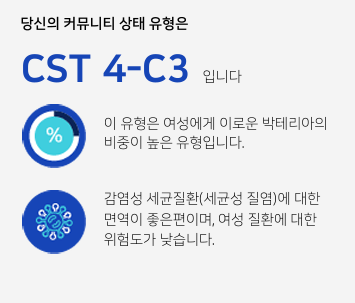 당신의 커뮤니티 상태 유형은
CST 4-C3 입니다
%
이 유형은 여성에게 이로운 박테리아의
비중이 높은 유형입니다.
감염성 세균질환(세균성 질염)에 대한
면역이 좋은편이며, 여성 질환에 대한
위험도가 낮습니다.